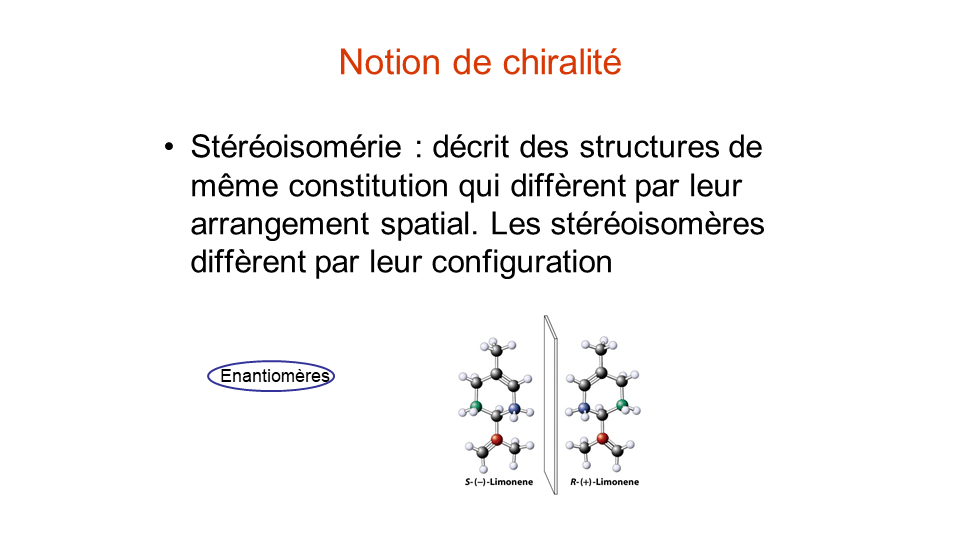 Notion de chiralité
• Stéréoisomérie : décrit des structures de
même constitution qui diffèrent par leur
arrangement spatial. Les stéréoisomères
diffèrent par leur configuration
Énantiomères
S-(–)-Limonene
R-(+)-Limonene